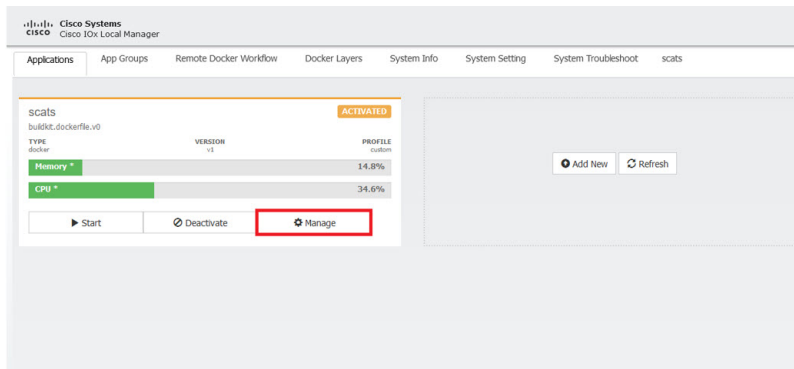 Cisco Systems
CISCO Cisco IOx Local Manager
Applications App Groups Remote Docker Workflow Docker Layers System Info System Setting System Troubleshoot scats
scats ACTIVATED
buildkit.dockerfile.v0
TYPE VERSION PROFILE
docker v1 custom
Memory * 14.8%
CPU * 34.6%
Start Deactivate Manage
Add New Refresh